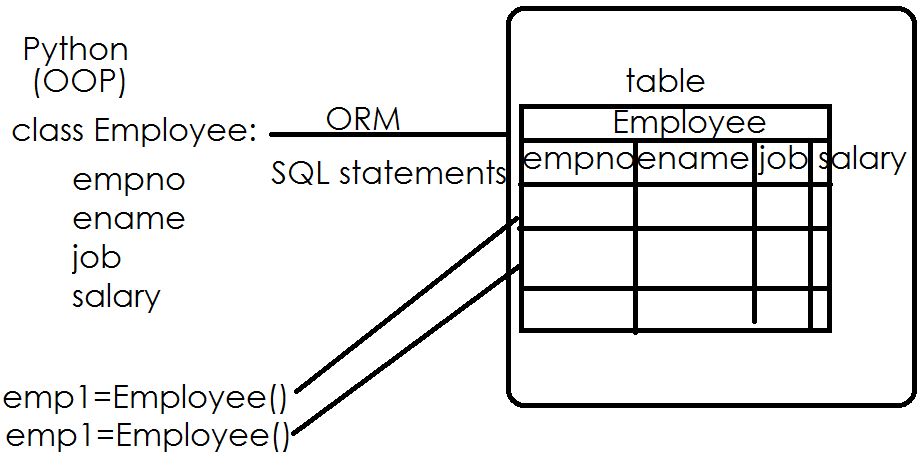 Python
(OOP)
class Employee:
empno
ename
job
salary
ORM
SQL statements
table
Employee
empno ename job salary
emp1=Employee()
emp1=Employee()